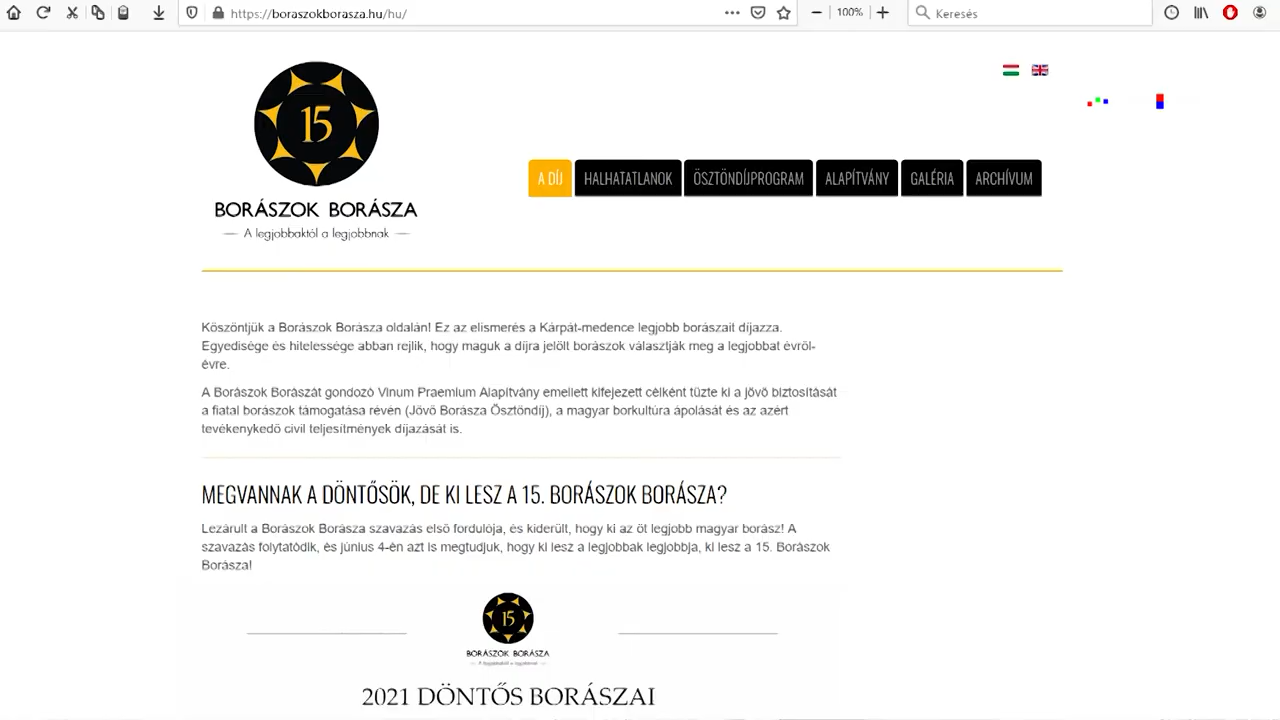 https://boraszokborasza.hu/hu/
100%
Keresés
15
BORÁSZOK BORÁSZA
A legjobbaktól a legjobbnak
A DÍJ
HALHATATLANOK
ÖSZTÖNDÍJPROGRAM
ALAPÍTVÁNY
GALÉRIA
ARCHÍVUM
Köszöntjük a Borászok Borásza oldalán! Ez az elismerés a Kárpát-medence legjobb borászait díjazza.
Egyedisége és hitelessége abban rejlik, hogy maguk a díjra jelölt borászok választják meg a legjobbat évről-
évre.
A Borászok Borászát gondozó Vinum Praemium Alapítvány emellett kifejezett célként tűzte ki a jövő biztosítását
a fiatal borászok támogatása révén (Jövő Borásza Ösztöndíj), a magyar borkultúra ápolását és az azért
tevékenykedő civil teljesítmények díjazását is.
MEGVANNAK A DÖNTŐSÖK, DE KI LESZ A 15. BORÁSZOK BORÁSZA?
Lezárult a Borászok Borásza szavazás első fordulója, és kiderült, hogy ki az öt legjobb magyar borász! A
szavazás folytatódik, és június 4-én azt is megtudjuk, hogy ki lesz a legjobbak legjobbja, ki lesz a 15. Borászok
Borásza!
15
BORÁSZOK BORÁSZA
A legjobbaktól a legjobbnak
2021 DÖNTŐS BORÁSZAI